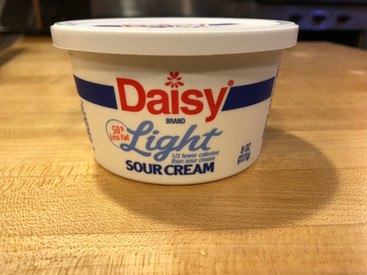 Daisy
BRAND
50%
Less Fat
Light
1/3 fewer calories
than sour cream
SOUR CREAM
8 OZ
(227g)